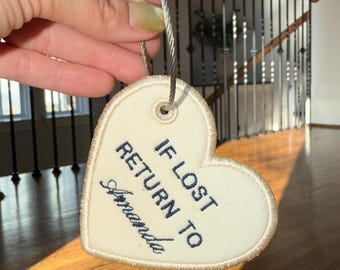 IF LOST
RETURN TO
Amanda